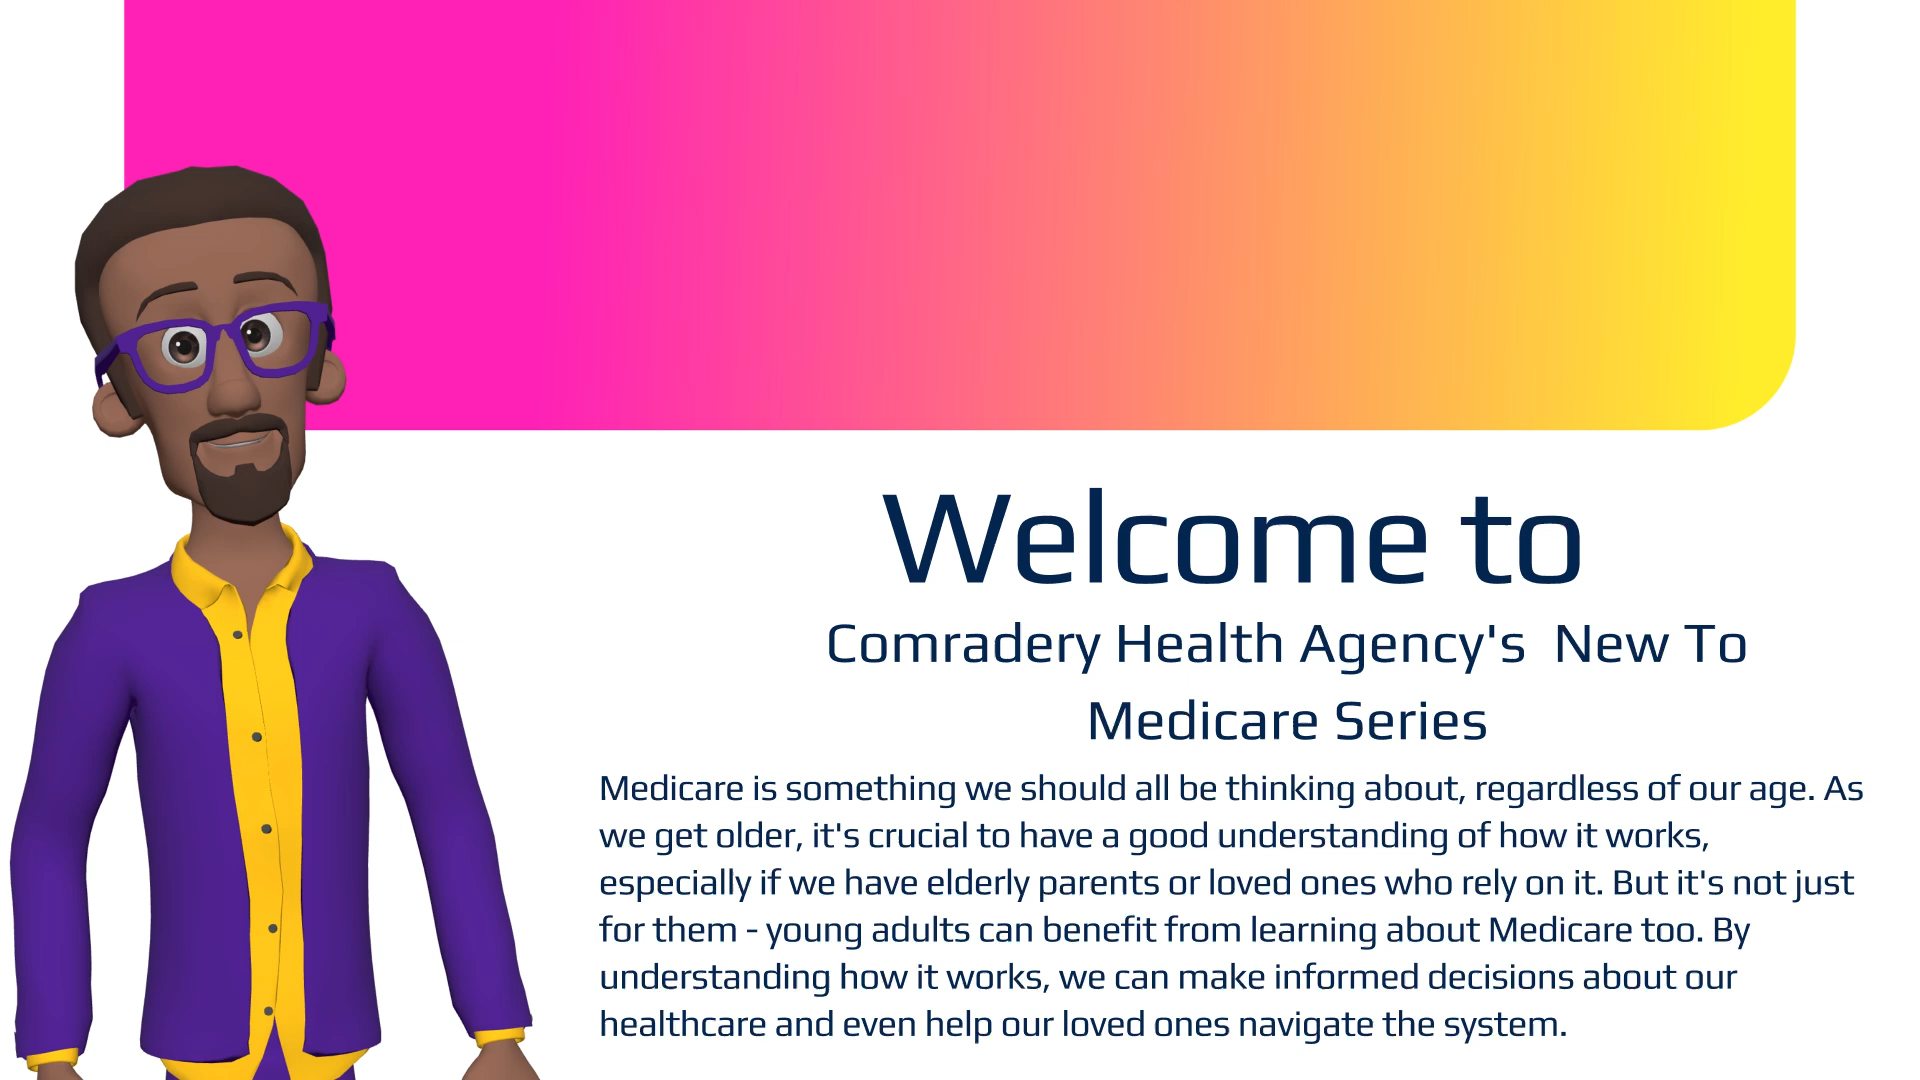 Welcome to
Comradery Health Agency's  New To
Medicare Series
Medicare is something we should all be thinking about, regardless of our age. As
we get older, it's crucial to have a good understanding of how it works,
especially if we have elderly parents or loved ones who rely on it. But it's not just
for them - young adults can benefit from learning about Medicare too. By
understanding how it works, we can make informed decisions about our
healthcare and even help our loved ones navigate the system.